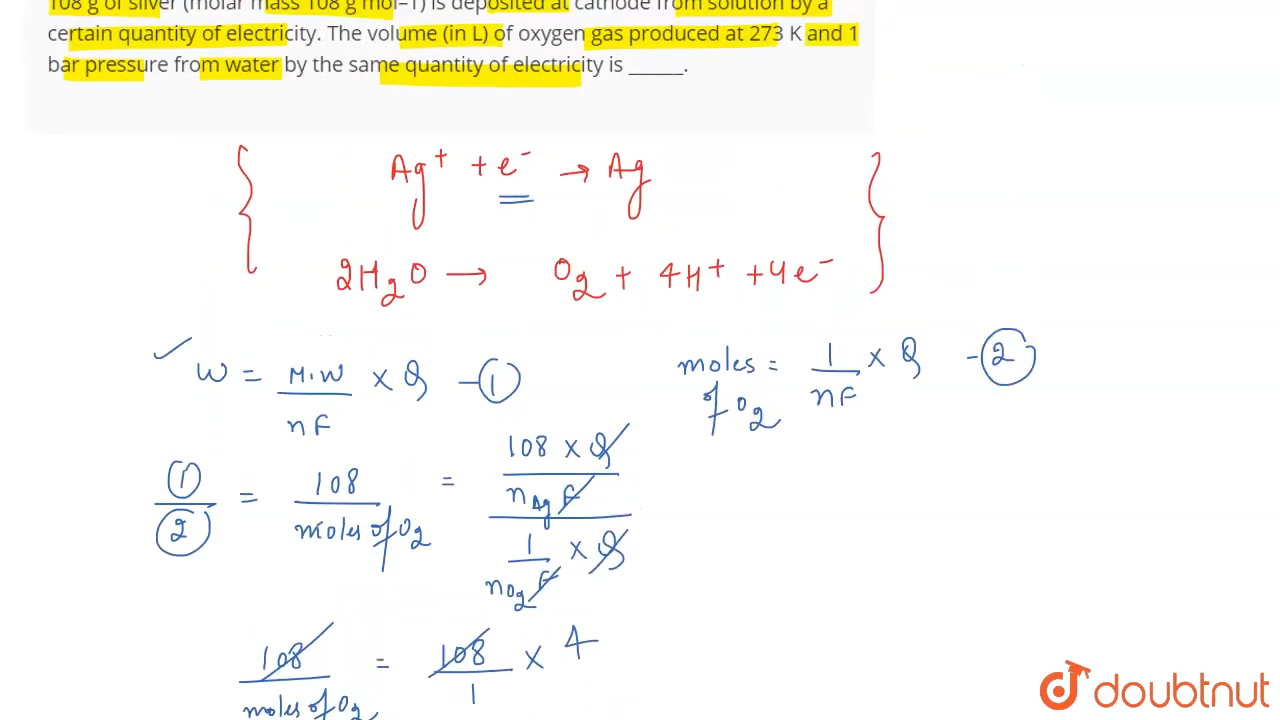 108 g of silver (molar mass 108 g mol–1) is deposited at cathode from solution by a
certain quantity of electricity. The volume (in L) of oxygen gas produced at 273 K and 1
bar pressure from water by the same quantity of electricity is ______.
Ag⁺ + e⁻ → Ag
2H₂O → O₂ + 4H⁺ + 4e⁻
✓ W = M.W/nF × Q – ①
moles of O₂ = 1/nF × Q – ②
①/② = 108/moles of O₂ = (108 × Q/n_Ag F)/(1/n_O₂ F × Q)
108/moles of O₂ = 108/1 × 4
doubtnut